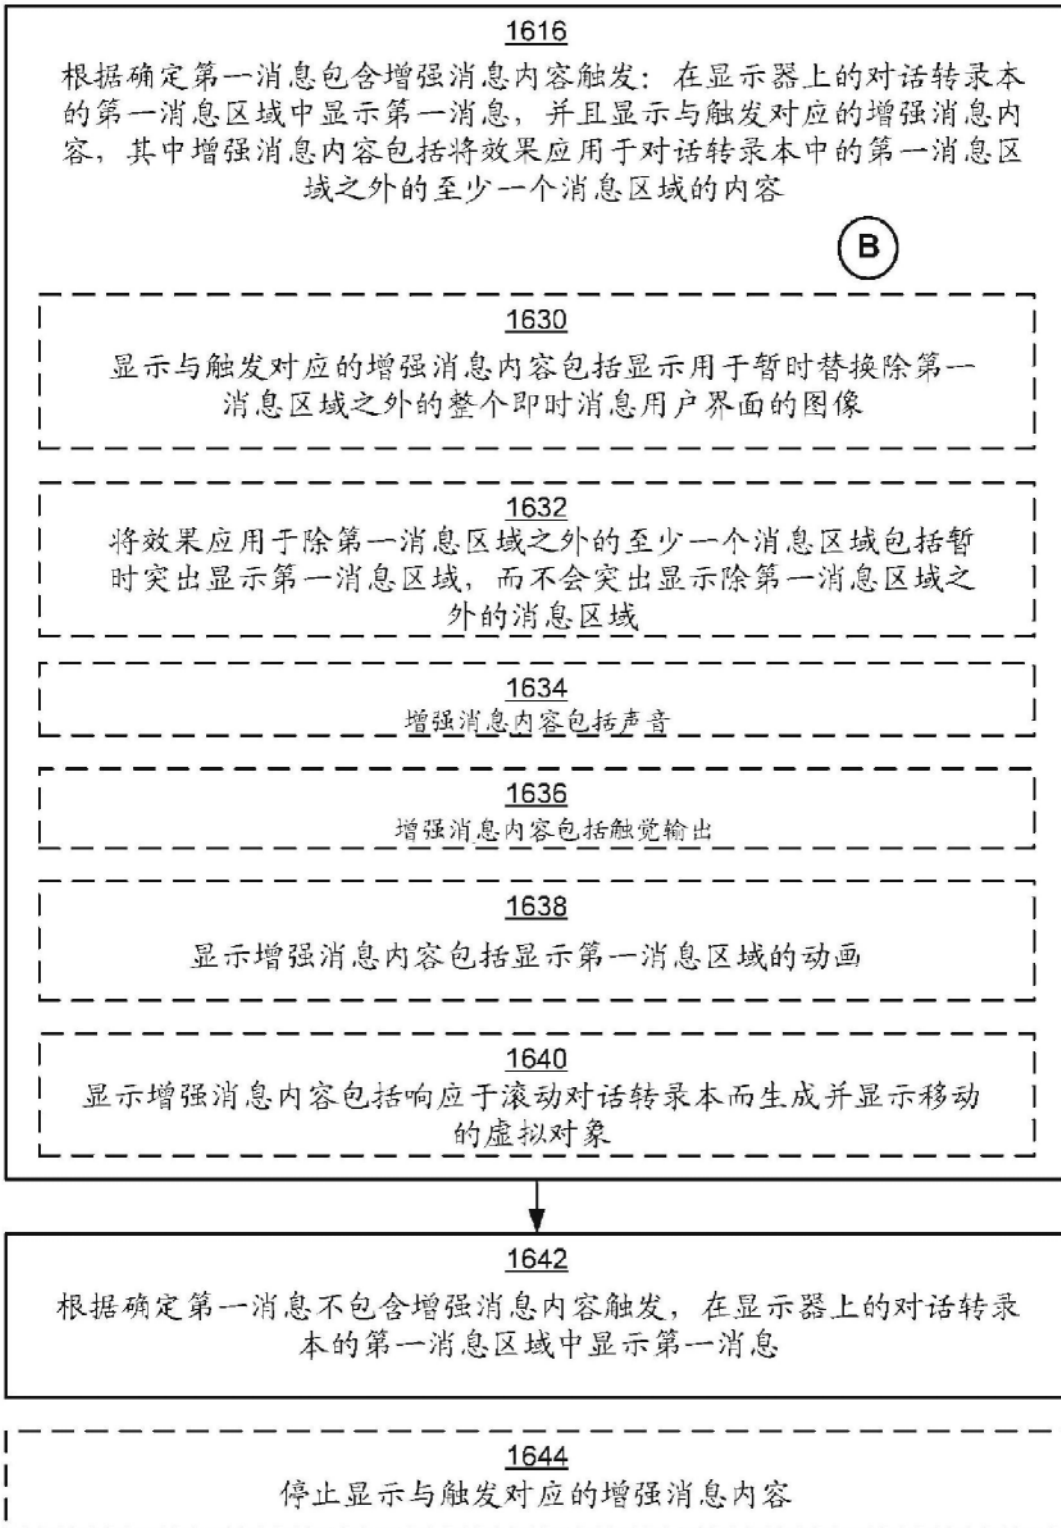 1616
根据确定第一消息包含增强消息内容触发：在显示器上的对话转录本
的第一消息区域中显示第一消息，并且显示与触发对应的增强消息内
容，其中增强消息内容包括将效果应用于对话转录本中的第一消息区
域之外的至少一个消息区域的内容
B
1630
显示与触发对应的增强消息内容包括显示用于暂时替换除第一
消息区域之外的整个即时消息用户界面的图像
1632
将效果应用于除第一消息区域之外的至少一个消息区域包括暂
时突出显示第一消息区域，而不会突出显示除第一消息区域之
外的消息区域
1634
增强消息内容包括声音
1636
增强消息内容包括触觉输出
1638
显示增强消息内容包括显示第一消息区域的动画
1640
显示增强消息内容包括响应于滚动对话转录本而生成并显示移动
的虚拟对象
1642
根据确定第一消息不包含增强消息内容触发，在显示器上的对话转录
本的第一消息区域中显示第一消息
1644
停止显示与触发对应的增强消息内容